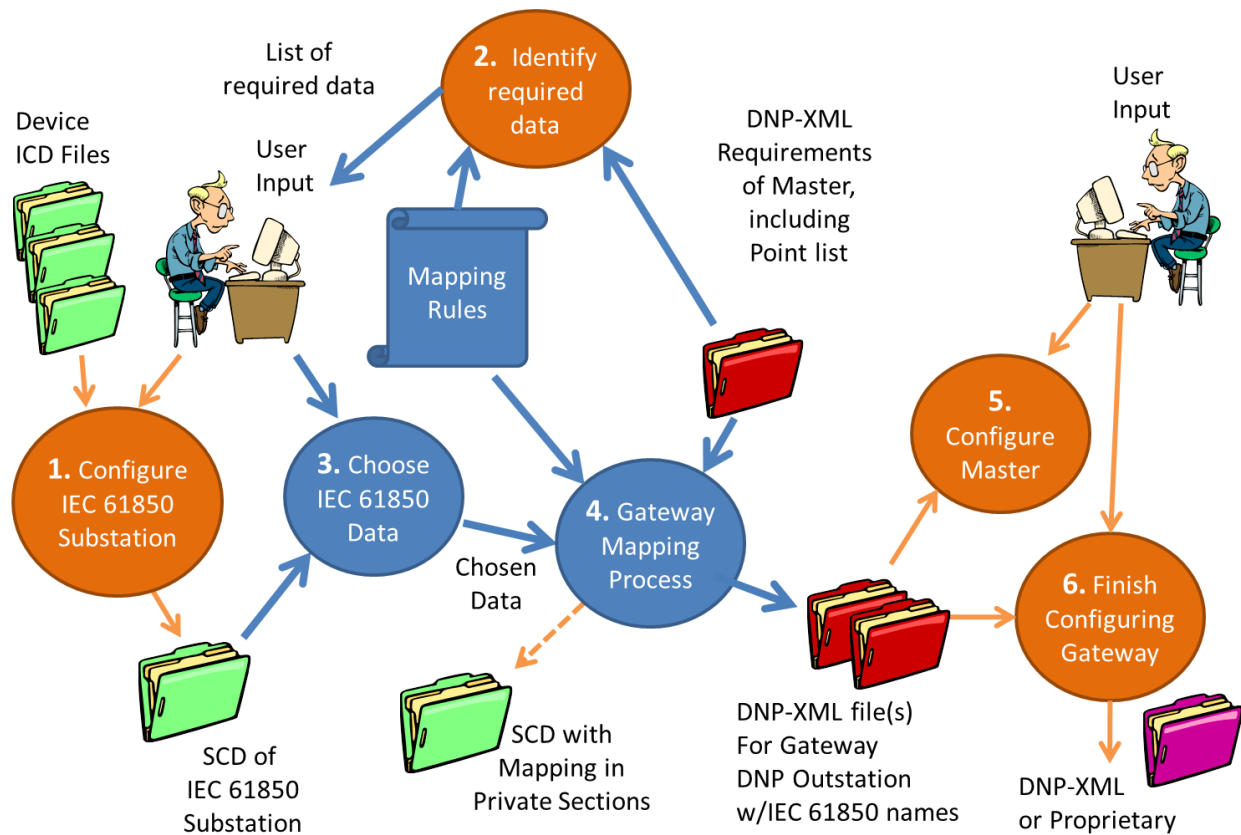 List of
required data
2. Identify
required
data
User
Input
Device
ICD Files
User
Input
DNP-XML
Requirements
of Master,
including
Point list
Mapping
Rules
1. Configure
IEC 61850
Substation
3. Choose
IEC 61850
Data
4. Gateway
Mapping
Process
5.
Configure
Master
Chosen
Data
6. Finish
Configuring
Gateway
SCD of
IEC 61850
Substation
SCD with
Mapping in
Private Sections
DNP-XML file(s)
For Gateway
DNP Outstation
w/IEC 61850 names
DNP-XML
or Proprietary